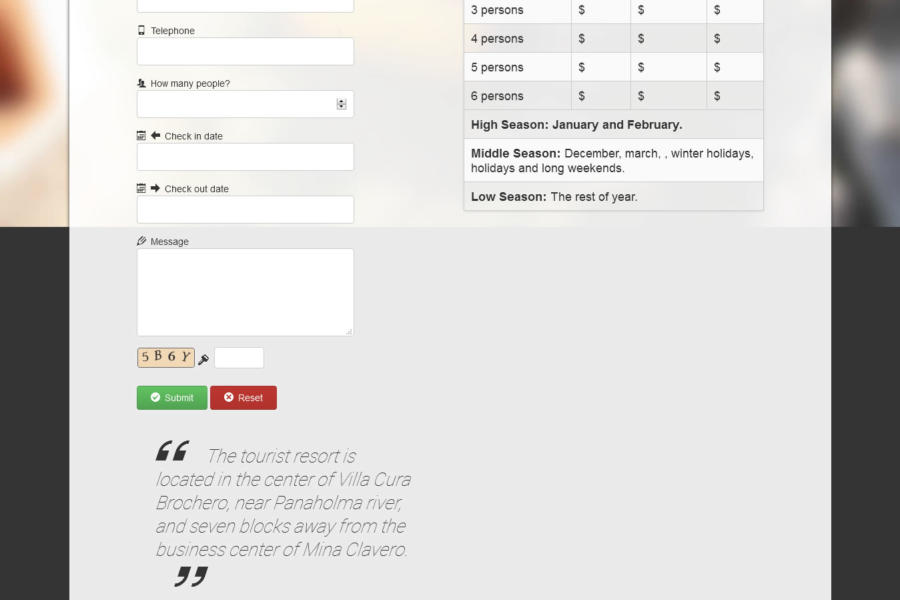 Telephone
How many people?
Check in date
Check out date
Message
5 B 6 Y
Submit Reset
3 persons $ $ $
4 persons $ $ $
5 persons $ $ $
6 persons $ $ $
High Season: January and February.
Middle Season: December, march, , winter holidays,
holidays and long weekends.
Low Season: The rest of year.
“ The tourist resort is
located in the center of Villa Cura
Brochero, near Panaholma river,
and seven blocks away from the
business center of Mina Clavero.
”